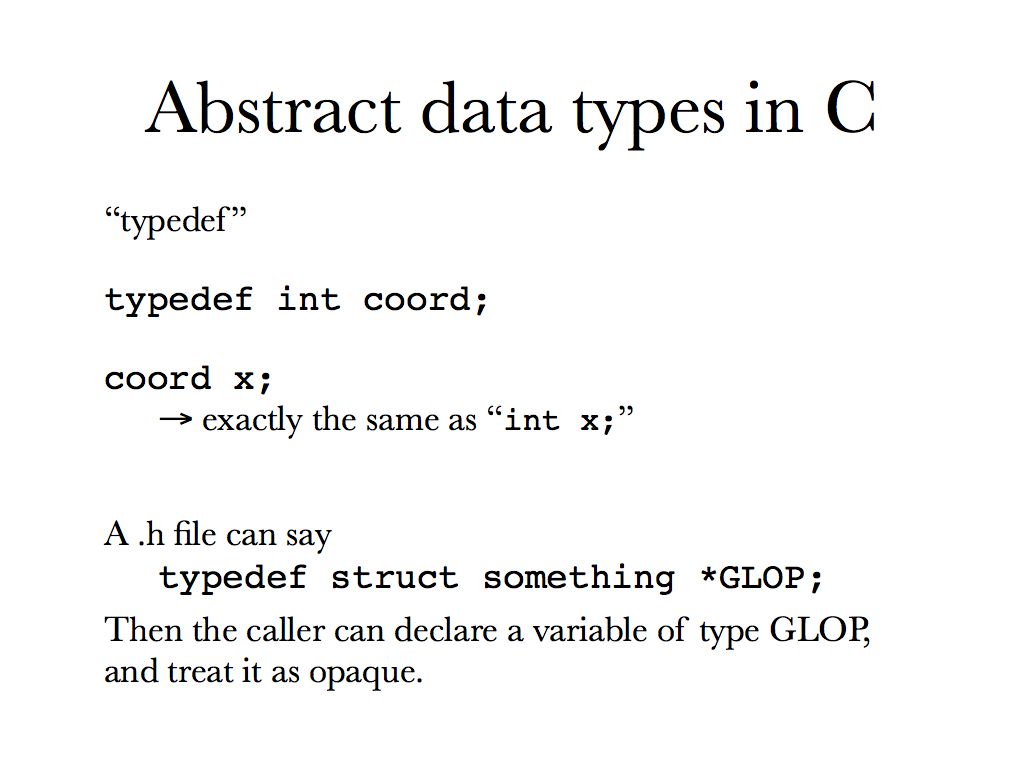 Abstract data types in C
“typedef”
typedef int coord;
coord x;
→ exactly the same as “int x;”
A .h file can say
typedef struct something *GLOP;
Then the caller can declare a variable of type GLOP,
and treat it as opaque.